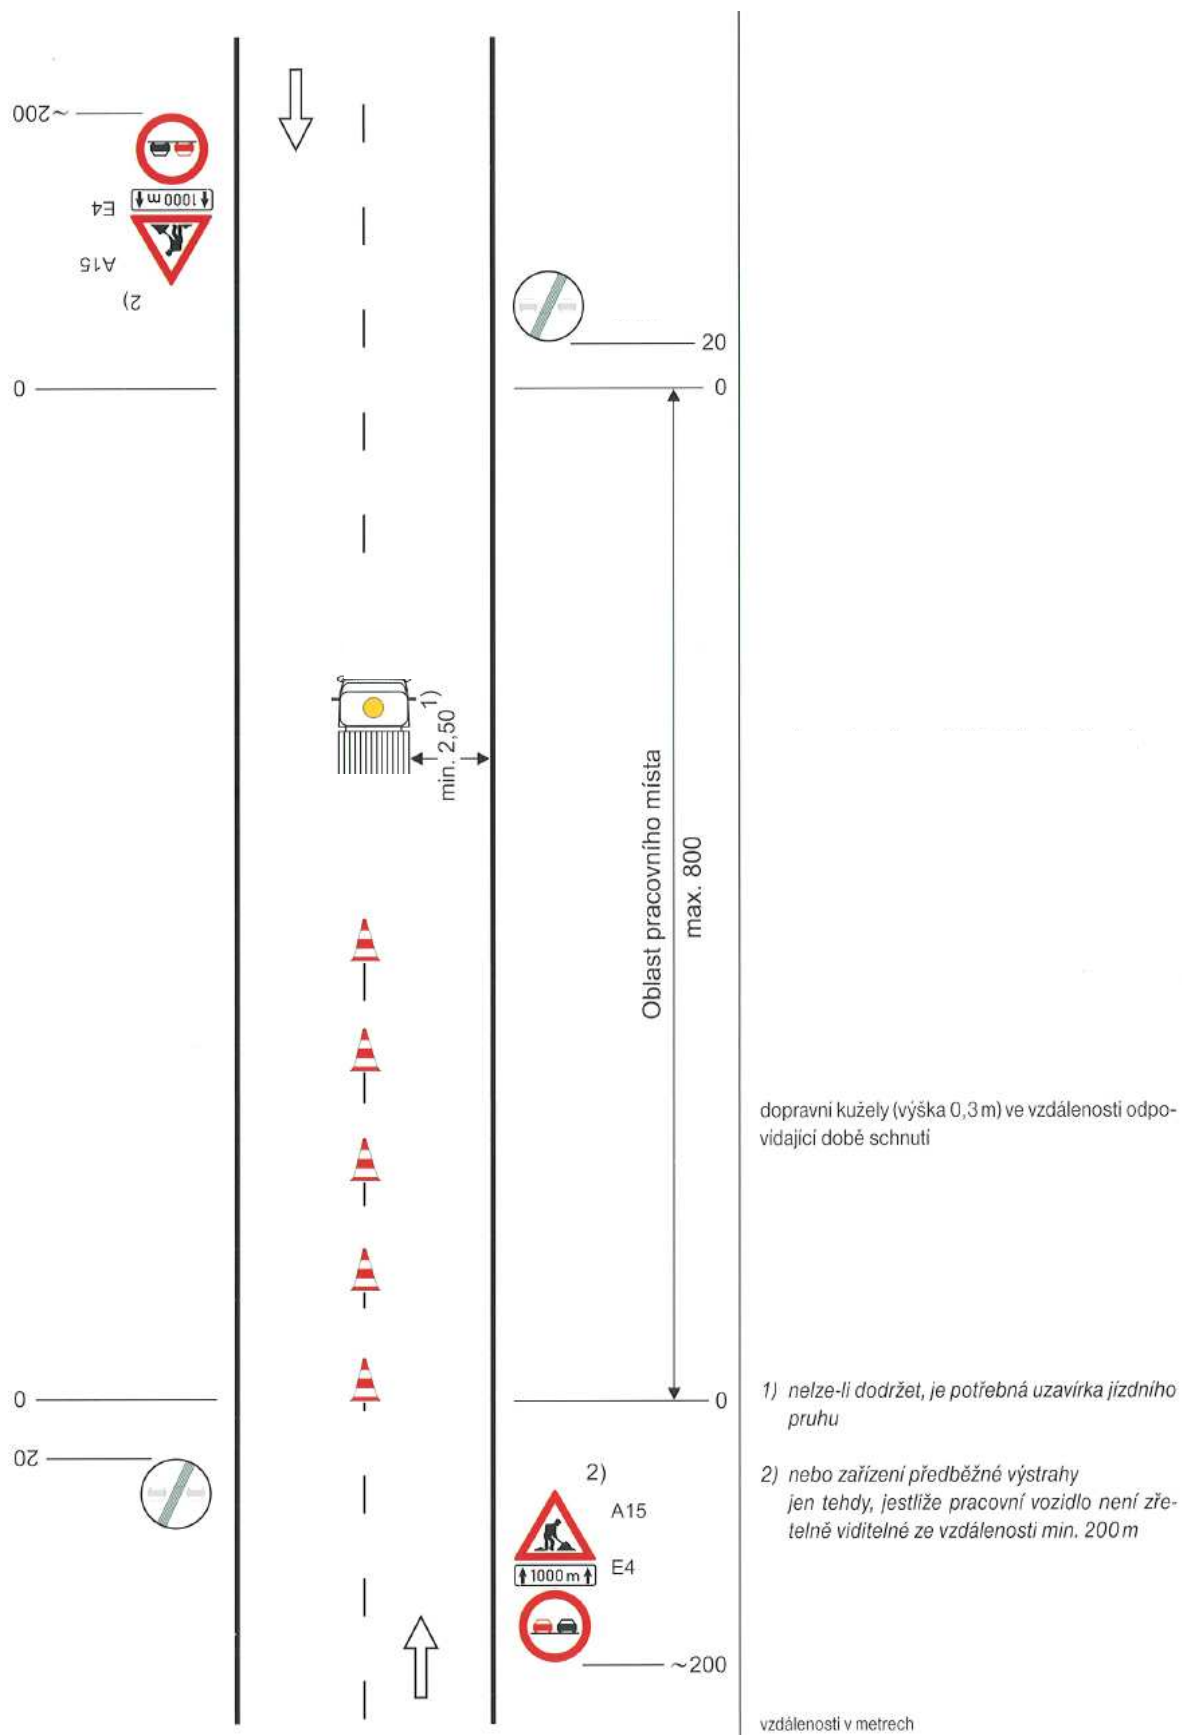 ~200
1000 m
E4
A15
2)
20
0
0
1)
min. 2,50
Oblast pracovního místa
max. 800
dopravní kužely (výška 0,3 m) ve vzdálenosti odpo-
vídající době schnutí
0
0
20
1) nelze-li dodržet, je potřebná uzavírka jízdního
pruhu
2) nebo zařízení předběžné výstrahy
jen tehdy, jestliže pracovní vozidlo není zře-
telně viditelné ze vzdálenosti min. 200 m
2)
A15
1000 m
E4
~200
vzdálenosti v metrech